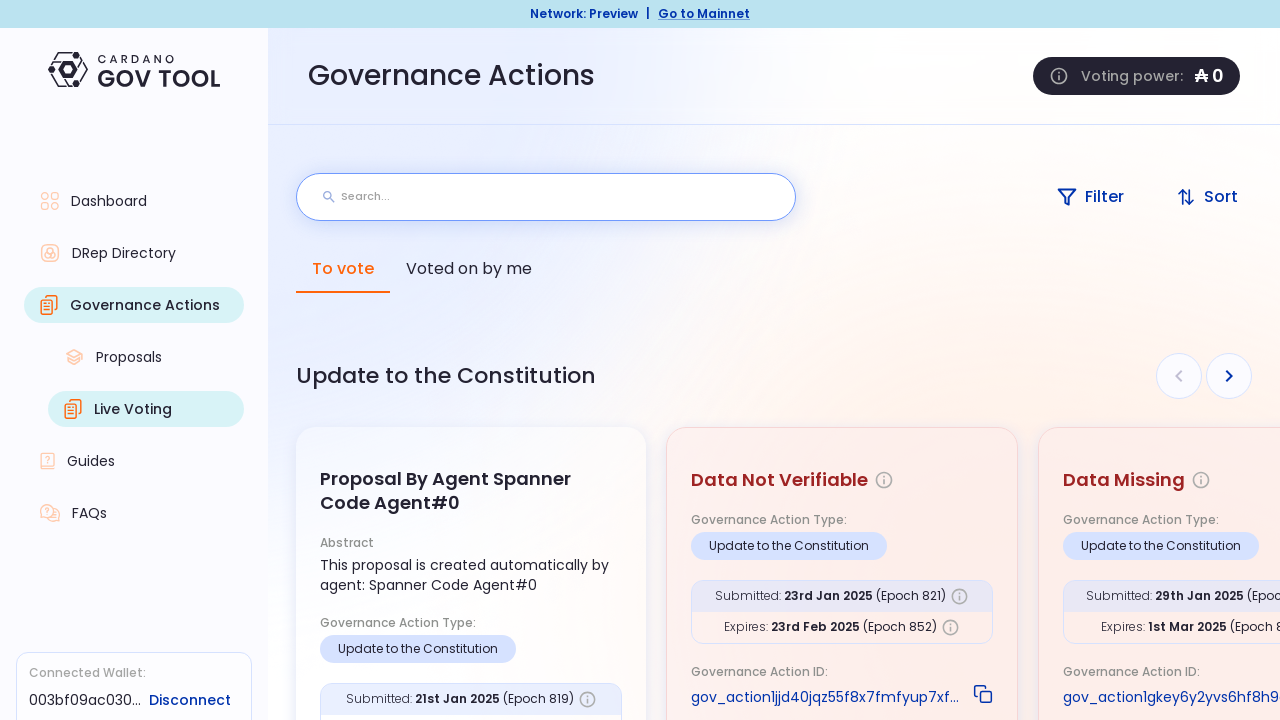 Network: Preview | Go to Mainnet
CARDANO
GOV TOOL
Governance Actions
Voting power: ₳ 0
Dashboard
DRep Directory
Governance Actions
Proposals
Live Voting
Guides
FAQs
Connected Wallet:
003bf09ac030... Disconnect
Search...
Filter
Sort
To vote
Voted on by me
Update to the Constitution
Proposal By Agent Spanner
Code Agent#0
Abstract
This proposal is created automatically by
agent: Spanner Code Agent#0
Governance Action Type:
Update to the Constitution
Submitted: 21st Jan 2025 (Epoch 819)
Data Not Verifiable
Governance Action Type:
Update to the Constitution
Submitted: 23rd Jan 2025 (Epoch 821)
Expires: 23rd Feb 2025 (Epoch 852)
Governance Action ID:
gov_action1jjd40jqz55f8x7fmfyup7xf...
Data Missing
Governance Action Type:
Update to the Constitution
Submitted: 29th Jan 2025 (Epoc
Expires: 1st Mar 2025 (Epoch 8
Governance Action ID:
gov_action1gkey6y2yvs6hf8h9